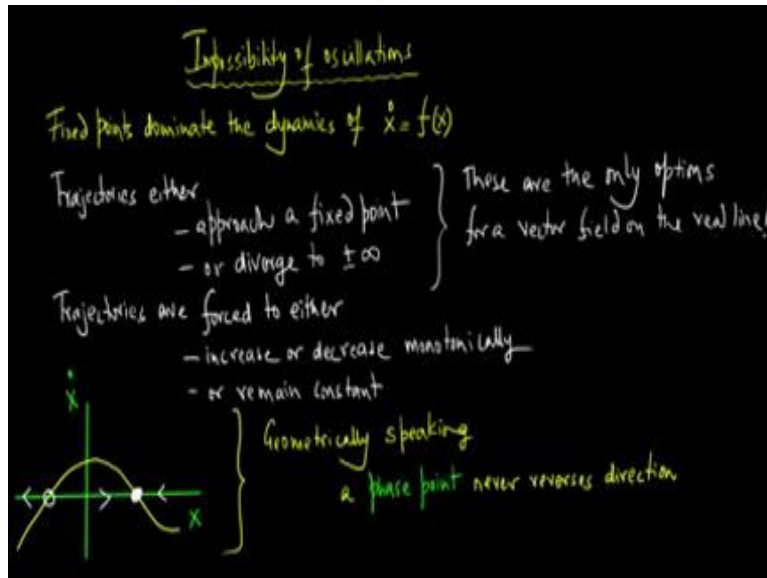 Impossibility of oscillations
Fixed points dominate the dynamics of ẋ = f(x)
Trajectories either
- approach a fixed point
- or diverge to ± ∞
These are the only options
for a vector field on the real line!
Trajectories are forced to either
- increase or decrease monotonically
- or remain constant
ẋ
x
Geometrically speaking
a phase point never reverses direction